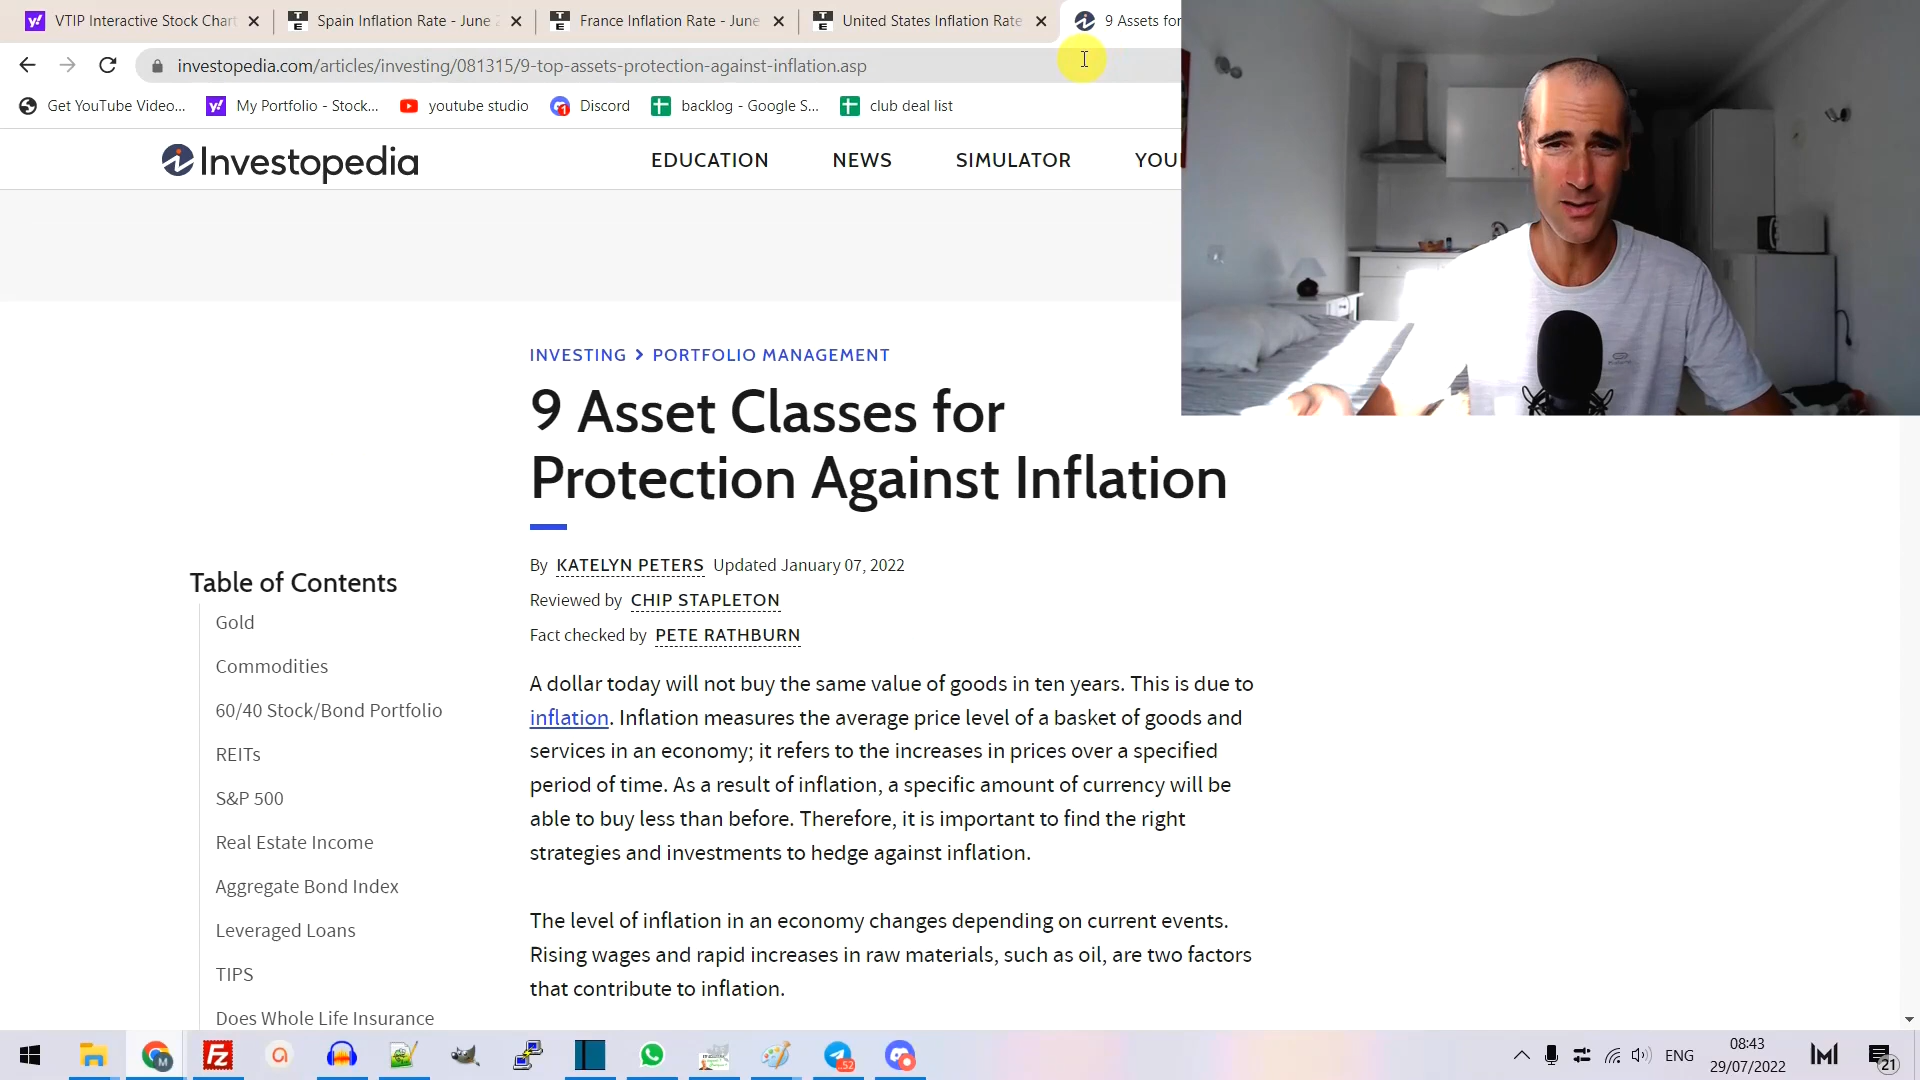 VTIP Interactive Stock Chart
Spain Inflation Rate - June 2
France Inflation Rate - June
United States Inflation Rate
9 Assets for
investopedia.com/articles/investing/081315/9-top-assets-protection-against-inflation.asp
Get YouTube Video...
My Portfolio - Stock...
youtube studio
Discord
backlog - Google S...
club deal list
Investopedia
EDUCATION
NEWS
SIMULATOR
YOU
INVESTING > PORTFOLIO MANAGEMENT
9 Asset Classes for
Protection Against Inflation
By KATELYN PETERS Updated January 07, 2022
Reviewed by CHIP STAPLETON
Fact checked by PETE RATHBURN
Table of Contents
Gold
Commodities
60/40 Stock/Bond Portfolio
REITs
S&P 500
Real Estate Income
Aggregate Bond Index
Leveraged Loans
TIPS
Does Whole Life Insurance
A dollar today will not buy the same value of goods in ten years. This is due to
inflation. Inflation measures the average price level of a basket of goods and
services in an economy; it refers to the increases in prices over a specified
period of time. As a result of inflation, a specific amount of currency will be
able to buy less than before. Therefore, it is important to find the right
strategies and investments to hedge against inflation.
The level of inflation in an economy changes depending on current events.
Rising wages and rapid increases in raw materials, such as oil, are two factors
that contribute to inflation.
ENG
08:43
29/07/2022
21